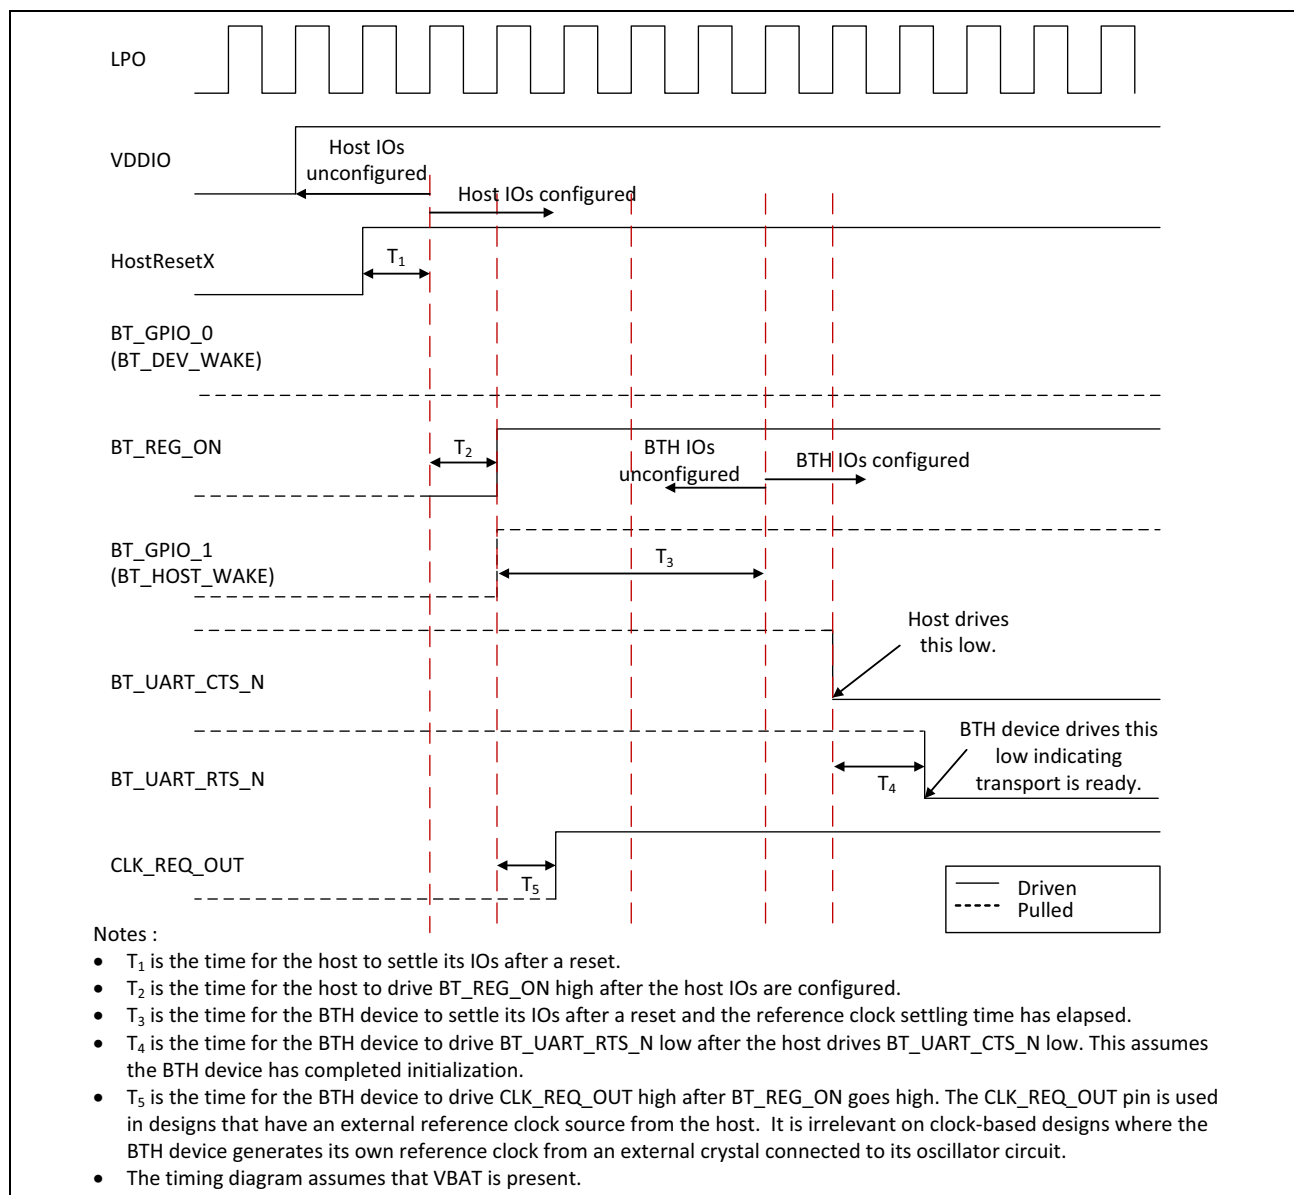 LPO
VDDIO
Host IOs
unconfigured
Host IOs configured
HostResetX
T1
BT_GPIO_0
(BT_DEV_WAKE)
BT_REG_ON
T2
BTH IOs
unconfigured
BTH IOs configured
BT_GPIO_1
(BT_HOST_WAKE)
T3
Host drives
this low.
BT_UART_CTS_N
BTH device drives this
low indicating
transport is ready.
BT_UART_RTS_N
T4
CLK_REQ_OUT
T5
Driven
Pulled
Notes :
• T1 is the time for the host to settle its IOs after a reset.
• T2 is the time for the host to drive BT_REG_ON high after the host IOs are configured.
• T3 is the time for the BTH device to settle its IOs after a reset and the reference clock settling time has elapsed.
• T4 is the time for the BTH device to drive BT_UART_RTS_N low after the host drives BT_UART_CTS_N low. This assumes
the BTH device has completed initialization.
• T5 is the time for the BTH device to drive CLK_REQ_OUT high after BT_REG_ON goes high. The CLK_REQ_OUT pin is used
in designs that have an external reference clock source from the host.  It is irrelevant on clock-based designs where the
BTH device generates its own reference clock from an external crystal connected to its oscillator circuit.
• The timing diagram assumes that VBAT is present.